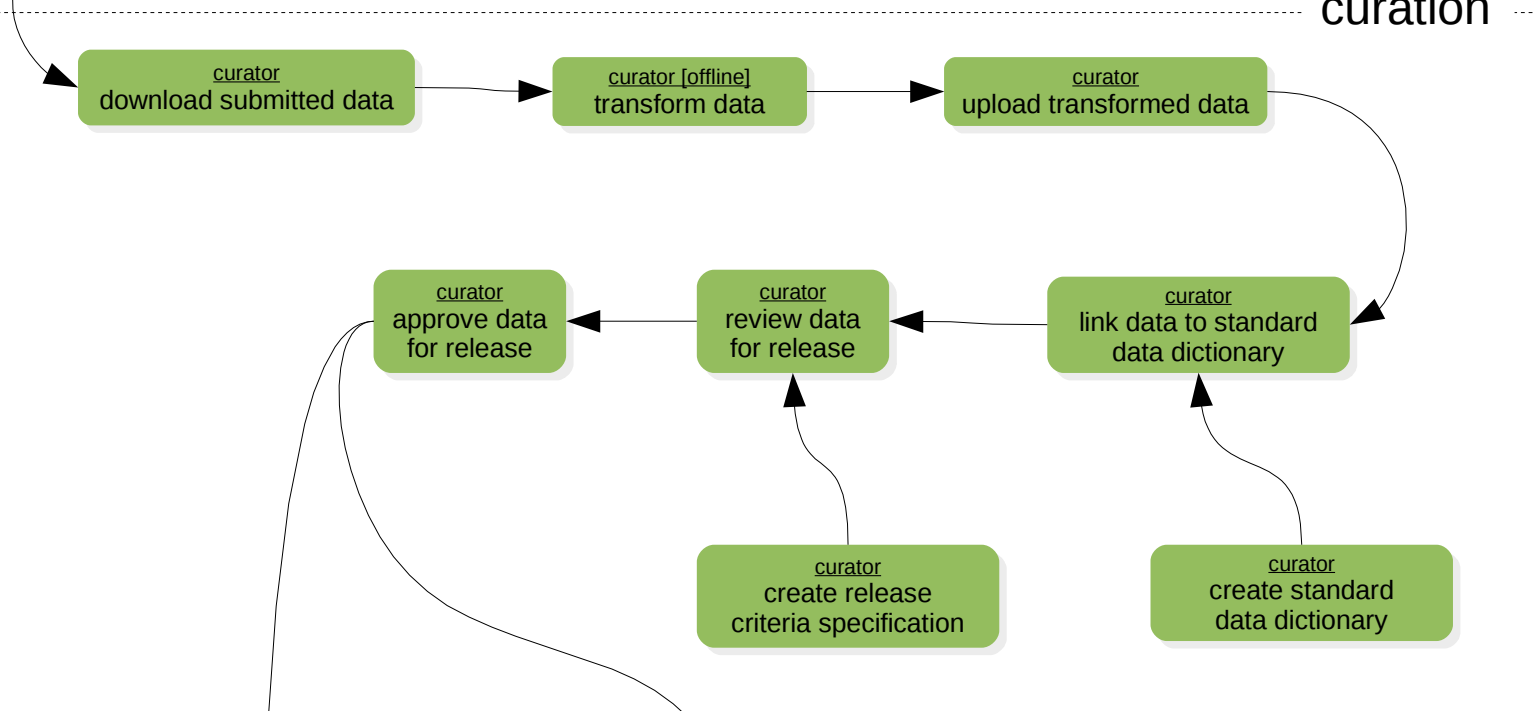 curation
curator
download submitted data
curator [offline]
transform data
curator
upload transformed data
curator
approve data
for release
curator
review data
for release
curator
link data to standard
data dictionary
curator
create release
criteria specification
curator
create standard
data dictionary